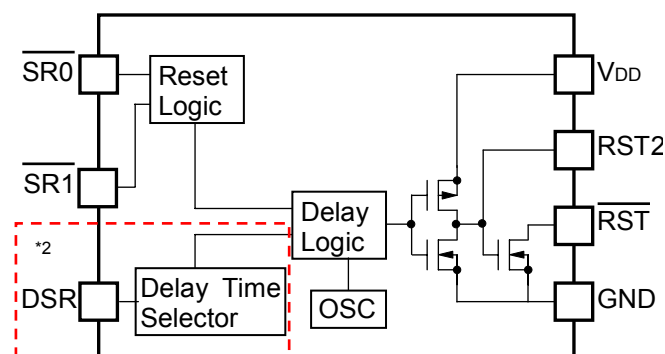 SR0
Reset
Logic
VDD
RST2
SR1
Delay
Logic
RST
*2
DSR
Delay Time
Selector
OSC
GND